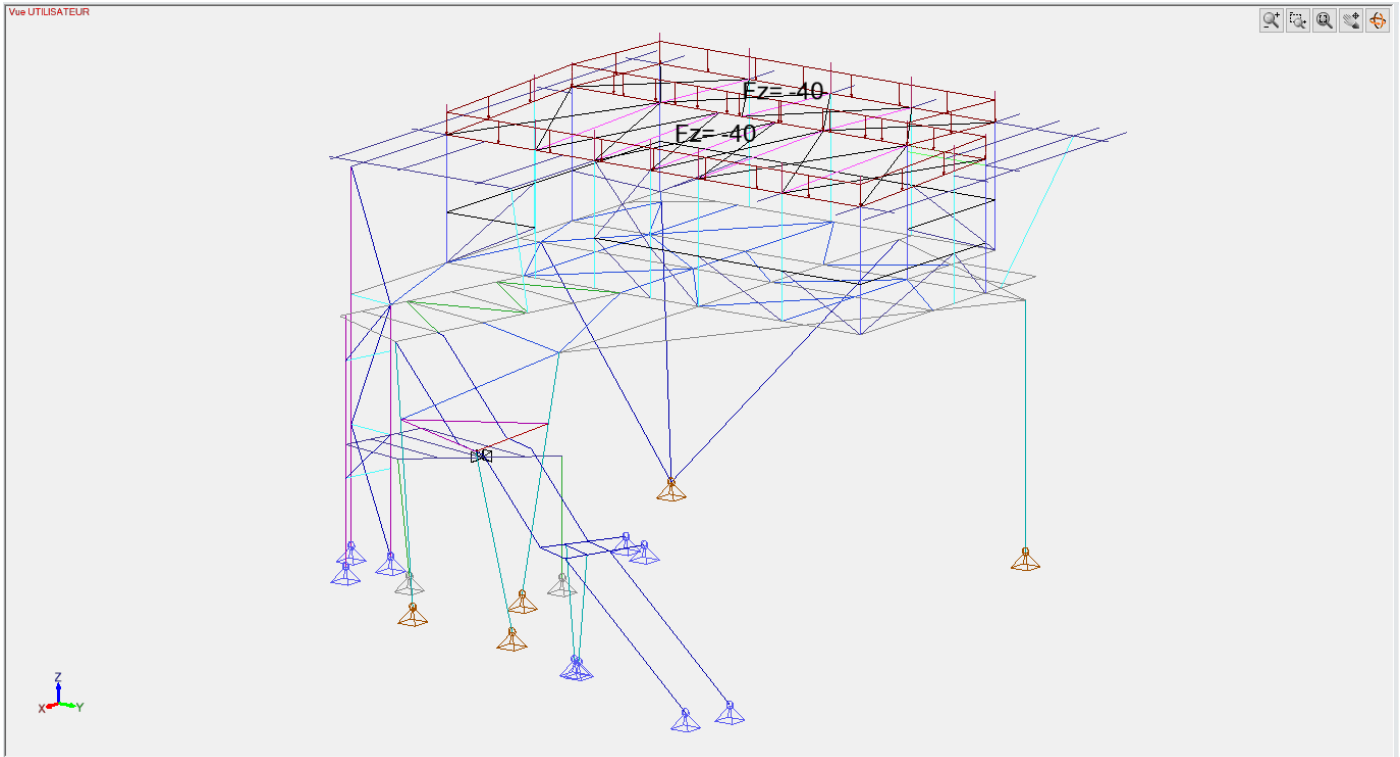 Vue UTILISATEUR
Fz= -40
Fz= -40
Z
X
Y